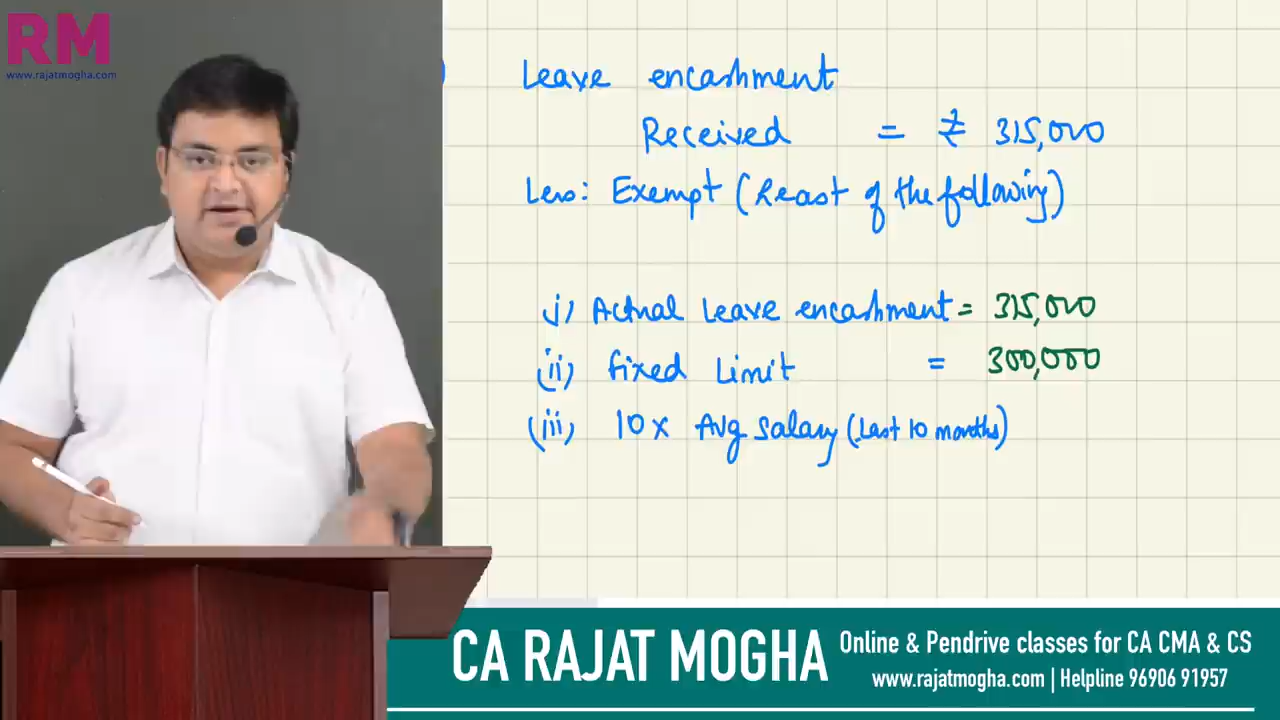 RM
www.rajatmogha.com
Leave encashment
Received = ₹ 315,000
Less: Exempt (Least of the following)
(i) Actual Leave encashment = 315,000
(ii) Fixed Limit = 300,000
(iii) 10x Avg Salary (Last 10 months)
CA RAJAT MOGHA
Online & Pendrive classes for CA CMA & CS
www.rajatmogha.com | Helpline 96906 91957